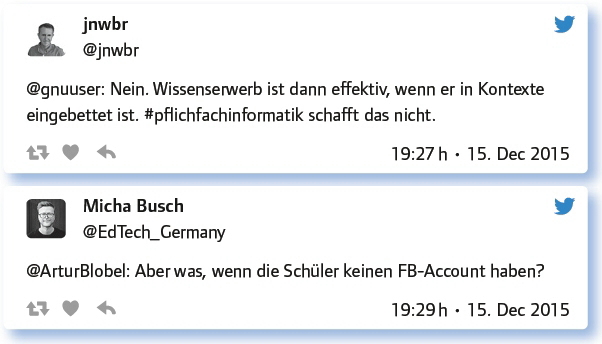 jnwbr
@jnwbr
@gnuuser: Nein. Wissenserwerb ist dann effektiv, wenn er in Kontexte
eingebettet ist. #pflichfachinformatik schafft das nicht.
19:27 h • 15. Dec 2015
Micha Busch
@EdTech_Germany
@ArturBlobel: Aber was, wenn die Schüler keinen FB-Account haben?
19:29 h • 15. Dec 2015